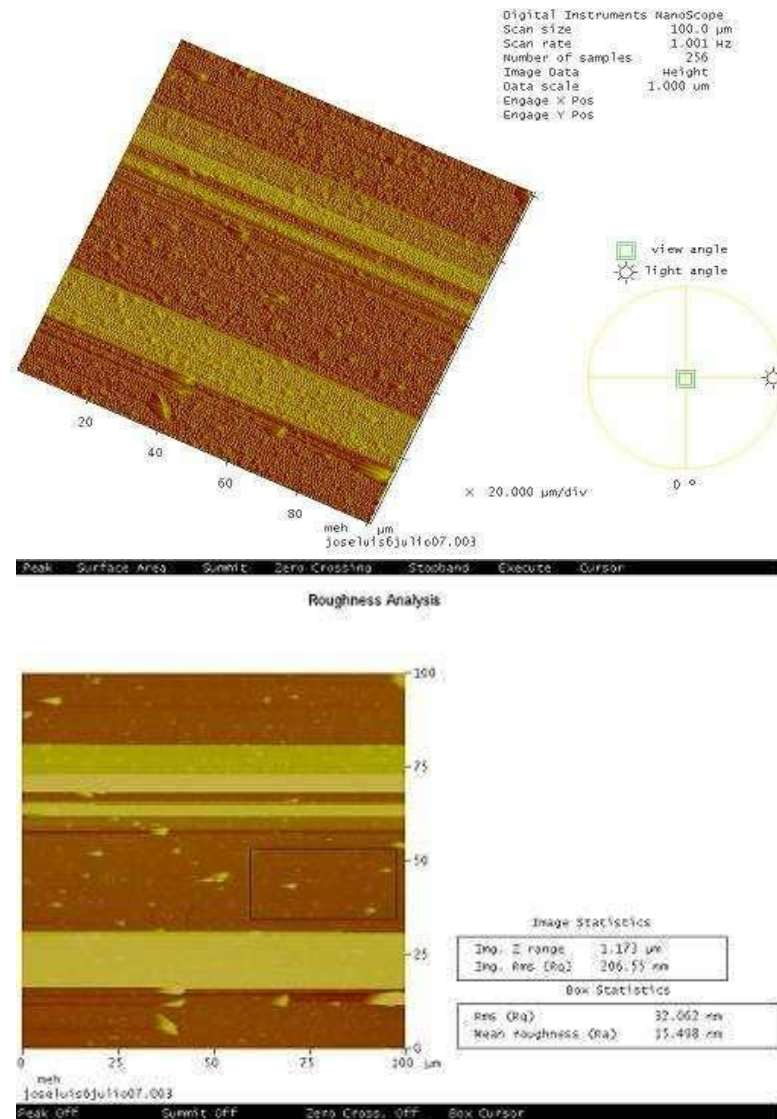 Digital Instruments NanoScope
Scan size 100.0 µm
Scan rate 1.001 Hz
Number of samples 256
Image Data Height
Data scale 1.000 um
Engage X Pos
Engage Y Pos
view angle
light angle
20
40
60
80
µm
X 20.000 µm/div
0 º
meh
joseluis6julio07.003
Peak Surface Area Summit Zero Crossing Stopband Execute Cursor
Roughness Analysis
100
75
50
25
0
0 25 50 75 100 µm
Image Statistics
Img. Z range 1.173 µm
Img. Rms (Rq) 206.55 nm
Box Statistics
Rms (Rq) 32.062 nm
Mean roughness (Ra) 15.498 nm
meh
joseluis6julio07.003
Peak Off Summit Off Zero Cross. Off Box Cursor